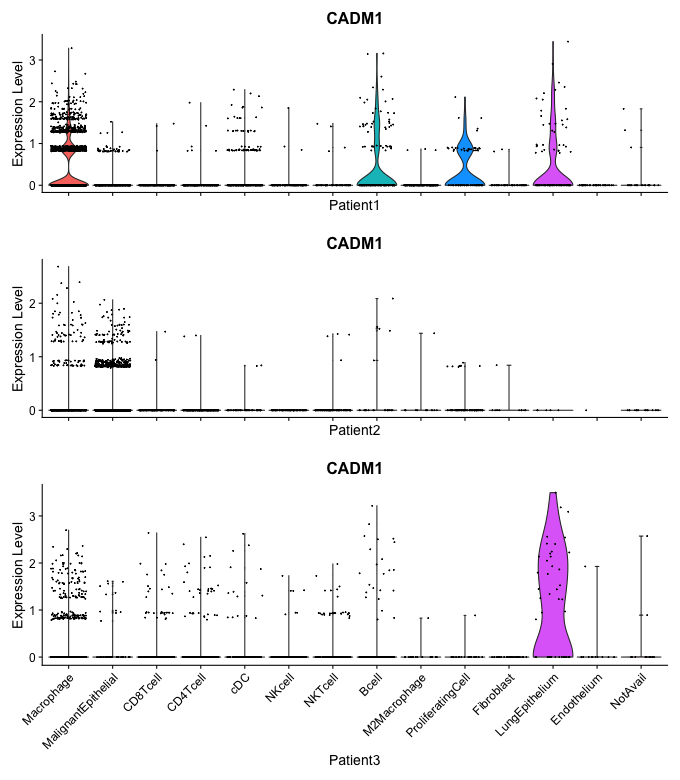 CADM1
Expression Level
3
2
1
0
Patient1
CADM1
Expression Level
2
1
0
Patient2
CADM1
Expression Level
3
2
1
0
Macrophage
MalignantEpithelial
CD8Tcell
CD4Tcell
cDC
NKcell
NKTcell
Bcell
M2Macrophage
ProliferatingCell
Fibroblast
LungEpithelium
Endothelium
NotAvail
Patient3